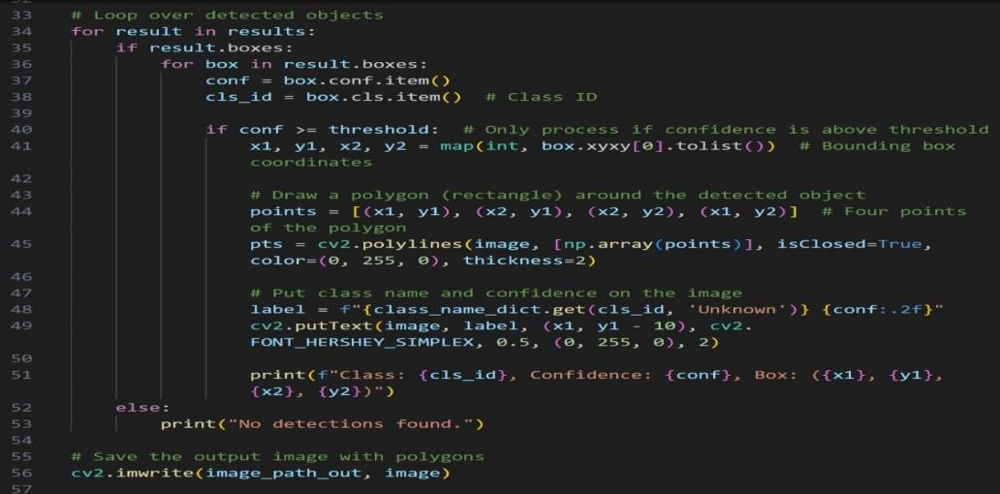 33 # Loop over detected objects
34 for result in results:
35 if result.boxes:
36 for box in result.boxes:
37 conf = box.conf.item()
38 cls_id = box.cls.item() # Class ID
39
40 if conf >= threshold: # Only process if confidence is above threshold
41 x1, y1, x2, y2 = map(int, box.xyxy[0].tolist()) # Bounding box
coordinates
42
43 # Draw a polygon (rectangle) around the detected object
44 points = [(x1, y1), (x2, y1), (x2, y2), (x1, y2)] # Four points
of the polygon
45 pts = cv2.polylines(image, [np.array(points)], isClosed=True,
color=(0, 255, 0), thickness=2)
46
47 # Put class name and confidence on the image
48 label = f"{class_name_dict.get(cls_id, 'Unknown')} {conf:.2f}"
49 cv2.putText(image, label, (x1, y1 - 10), cv2.
FONT_HERSHEY_SIMPLEX, 0.5, (0, 255, 0), 2)
50
51 print(f"Class: {cls_id}, Confidence: {conf}, Box: ({x1}, {y1},
{x2}, {y2})")
52 else:
53 print("No detections found.")
54
55 # Save the output image with polygons
56 cv2.imwrite(image_path_out, image)
57